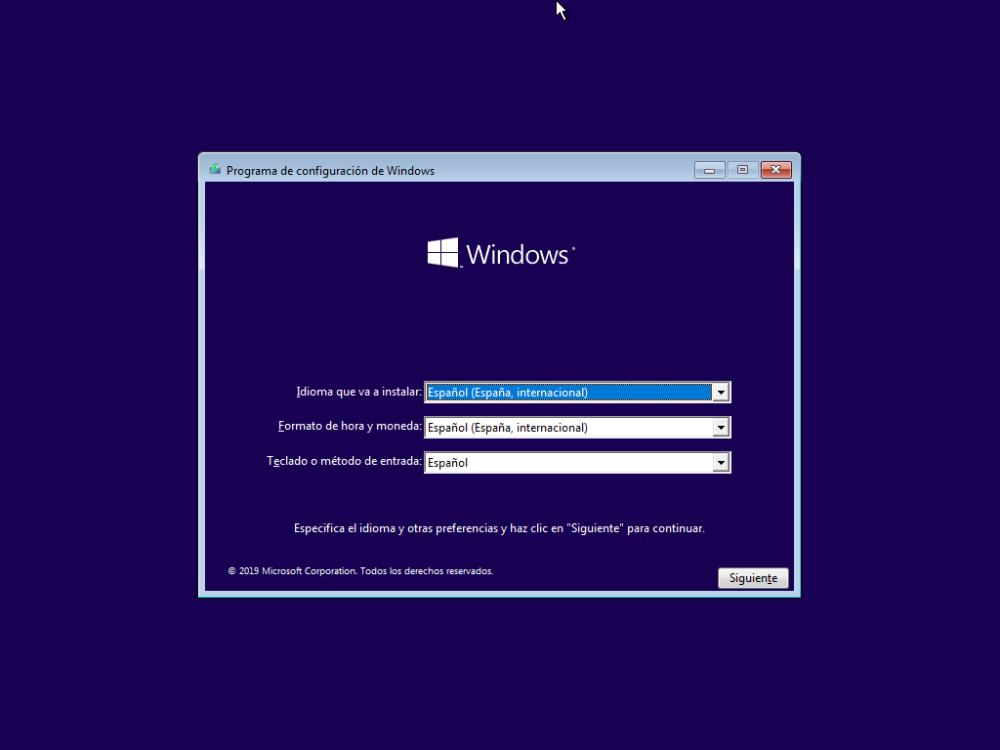 Programa de configuración de Windows
Windows
Idioma que va a instalar: Español (España, internacional)
Formato de hora y moneda: Español (España, internacional)
Teclado o método de entrada: Español
Especifica el idioma y otras preferencias y haz clic en "Siguiente" para continuar.
© 2019 Microsoft Corporation. Todos los derechos reservados.
Siguiente